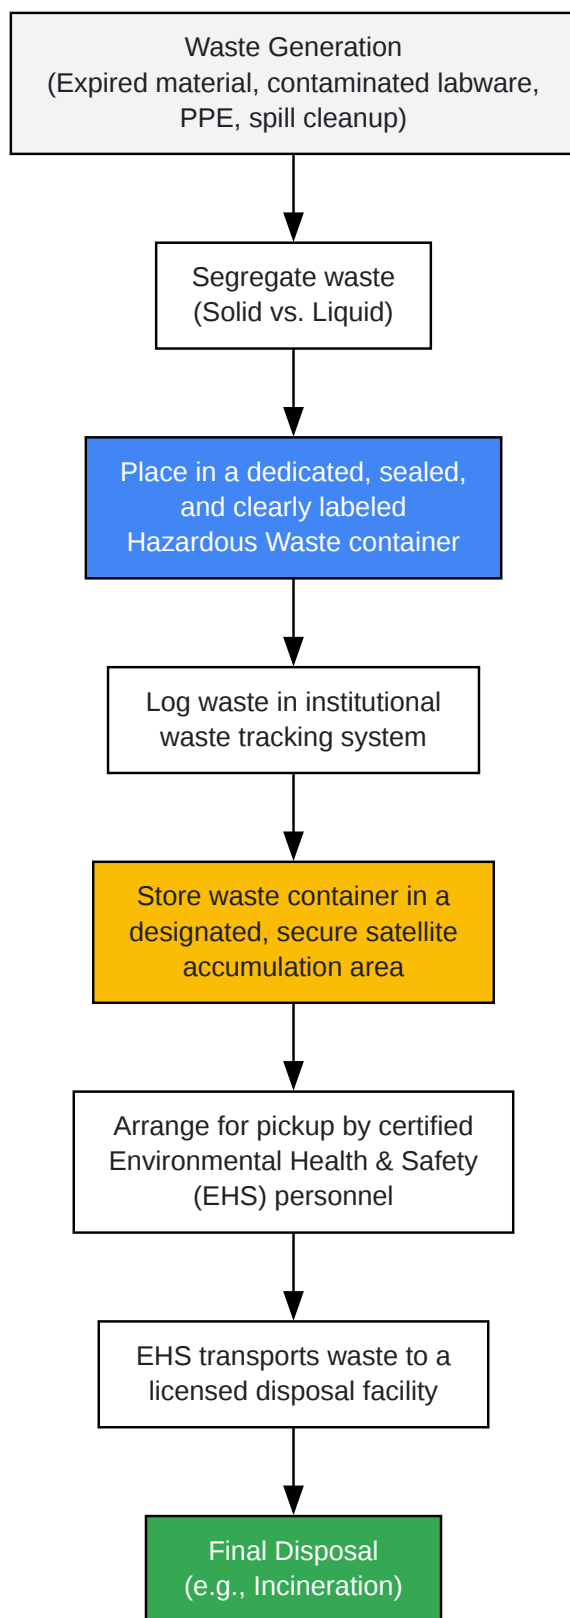 Waste Generation
(Expired material, contaminated labware,
PPE, spill cleanup)
Segregate waste
(Solid vs. Liquid)
Place in a dedicated, sealed,
and clearly labeled
Hazardous Waste container
Log waste in institutional
waste tracking system
Store waste container in a
designated, secure satellite
accumulation area
Arrange for pickup by certified
Environmental Health & Safety
(EHS) personnel
EHS transports waste to a
licensed disposal facility
Final Disposal
(e.g., Incineration)